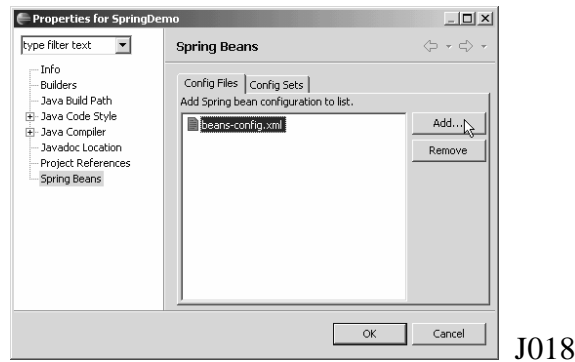 Properties for SpringDemo
type filter text
Spring Beans
Info
Builders
Java Build Path
Java Code Style
Java Compiler
Javadoc Location
Project References
Spring Beans
Config Files
Config Sets
Add Spring bean configuration to list.
beans-config.xml
Add...
Remove
OK
Cancel
J018